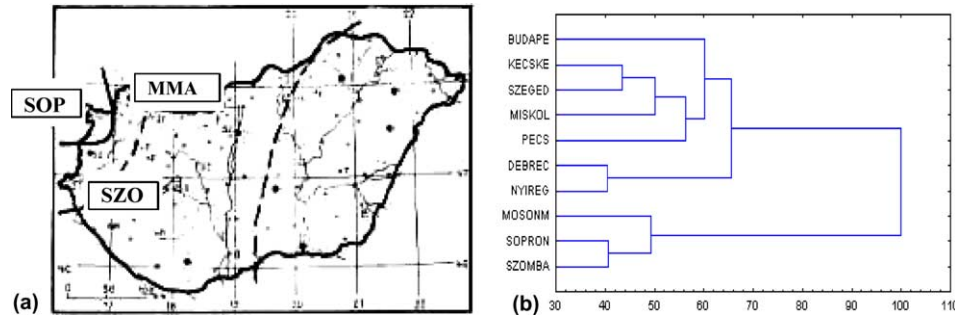 SOP
MMA
SZO
(a)
BUDAPE
KECSKE
SZEGED
MISKOL
PECS
DEBREC
NYIREG
MOSONM
SOPRON
SZOMBA
30 40 50 60 70 80 90 100 110
(b)